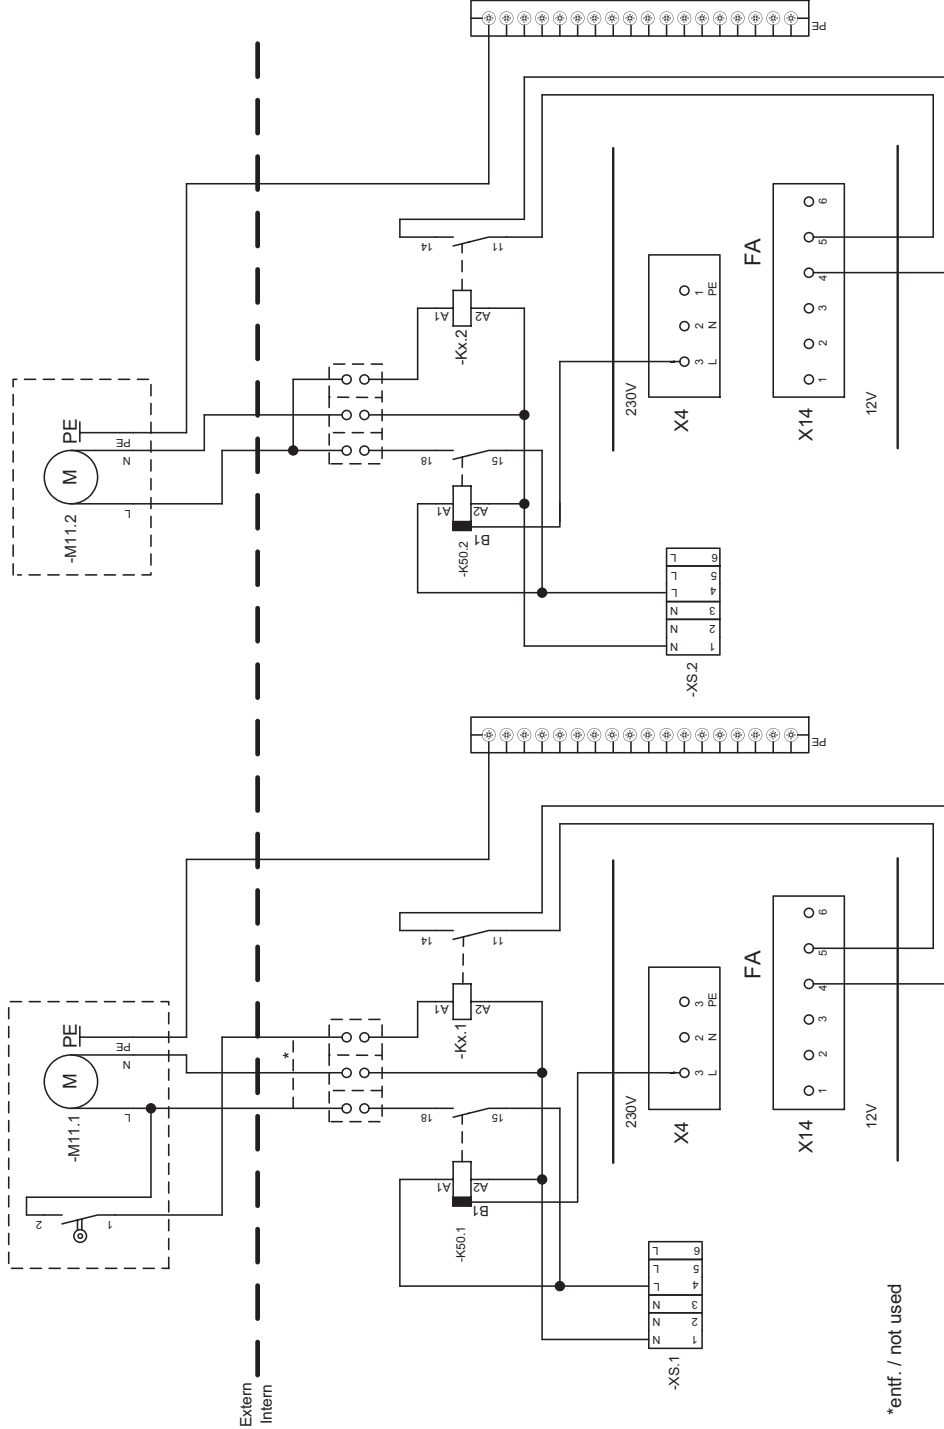 Extern
Intern
-M11.1
M
PE
L
N
PE
2
1
*
18
15
A1
A2
B1
-K50.1
A1
A2
-Kx.1
14
11
-XS.1
N
N
N
L
L
L
1
2
3
4
5
6
230V
X4
3
2
3
L
N
PE
FA
X14
1
2
3
4
5
6
12V
PE
*entf. / not used
-M11.2
M
PE
L
N
PE
18
15
A1
A2
B1
-K50.2
A1
A2
-Kx.2
14
11
-XS.2
N
N
N
L
L
L
1
2
3
4
5
6
230V
X4
3
2
1
L
N
PE
FA
X14
1
2
3
4
5
6
12V
PE